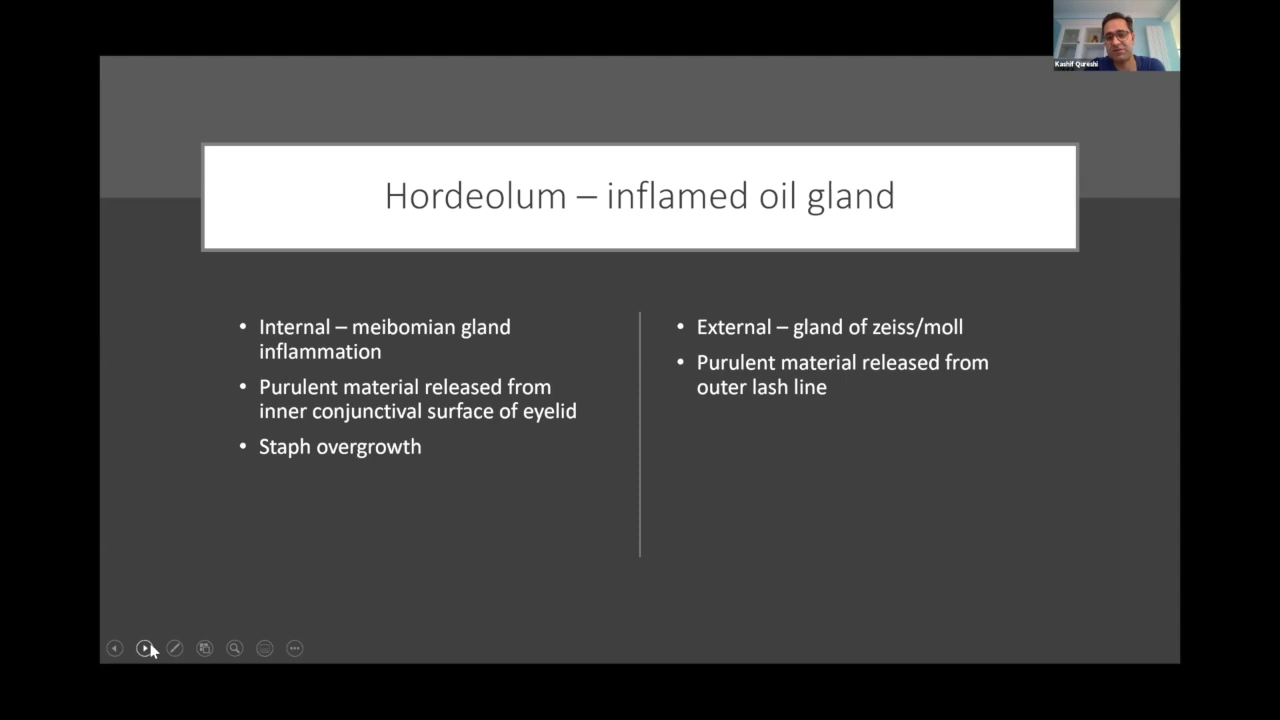 Kashif Qureshi
Hordeolum – inflamed oil gland
• Internal – meibomian gland
inflammation
• Purulent material released from
inner conjunctival surface of eyelid
• Staph overgrowth
• External – gland of zeiss/moll
• Purulent material released from
outer lash line